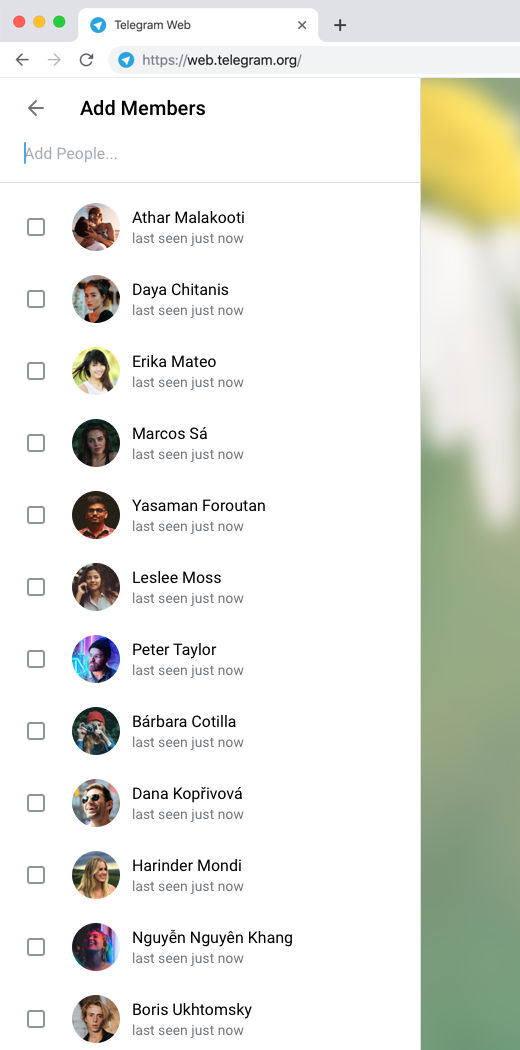 Telegram Web
https://web.telegram.org/
Add Members
Add People...
Athar Malakooti
last seen just now
Daya Chitanis
last seen just now
Erika Mateo
last seen just now
Marcos Sá
last seen just now
Yasaman Foroutan
last seen just now
Leslee Moss
last seen just now
Peter Taylor
last seen just now
Bárbara Cotilla
last seen just now
Dana Kopřivová
last seen just now
Harinder Mondi
last seen just now
Nguyễn Nguyên Khang
last seen just now
Boris Ukhtomsky
last seen just now